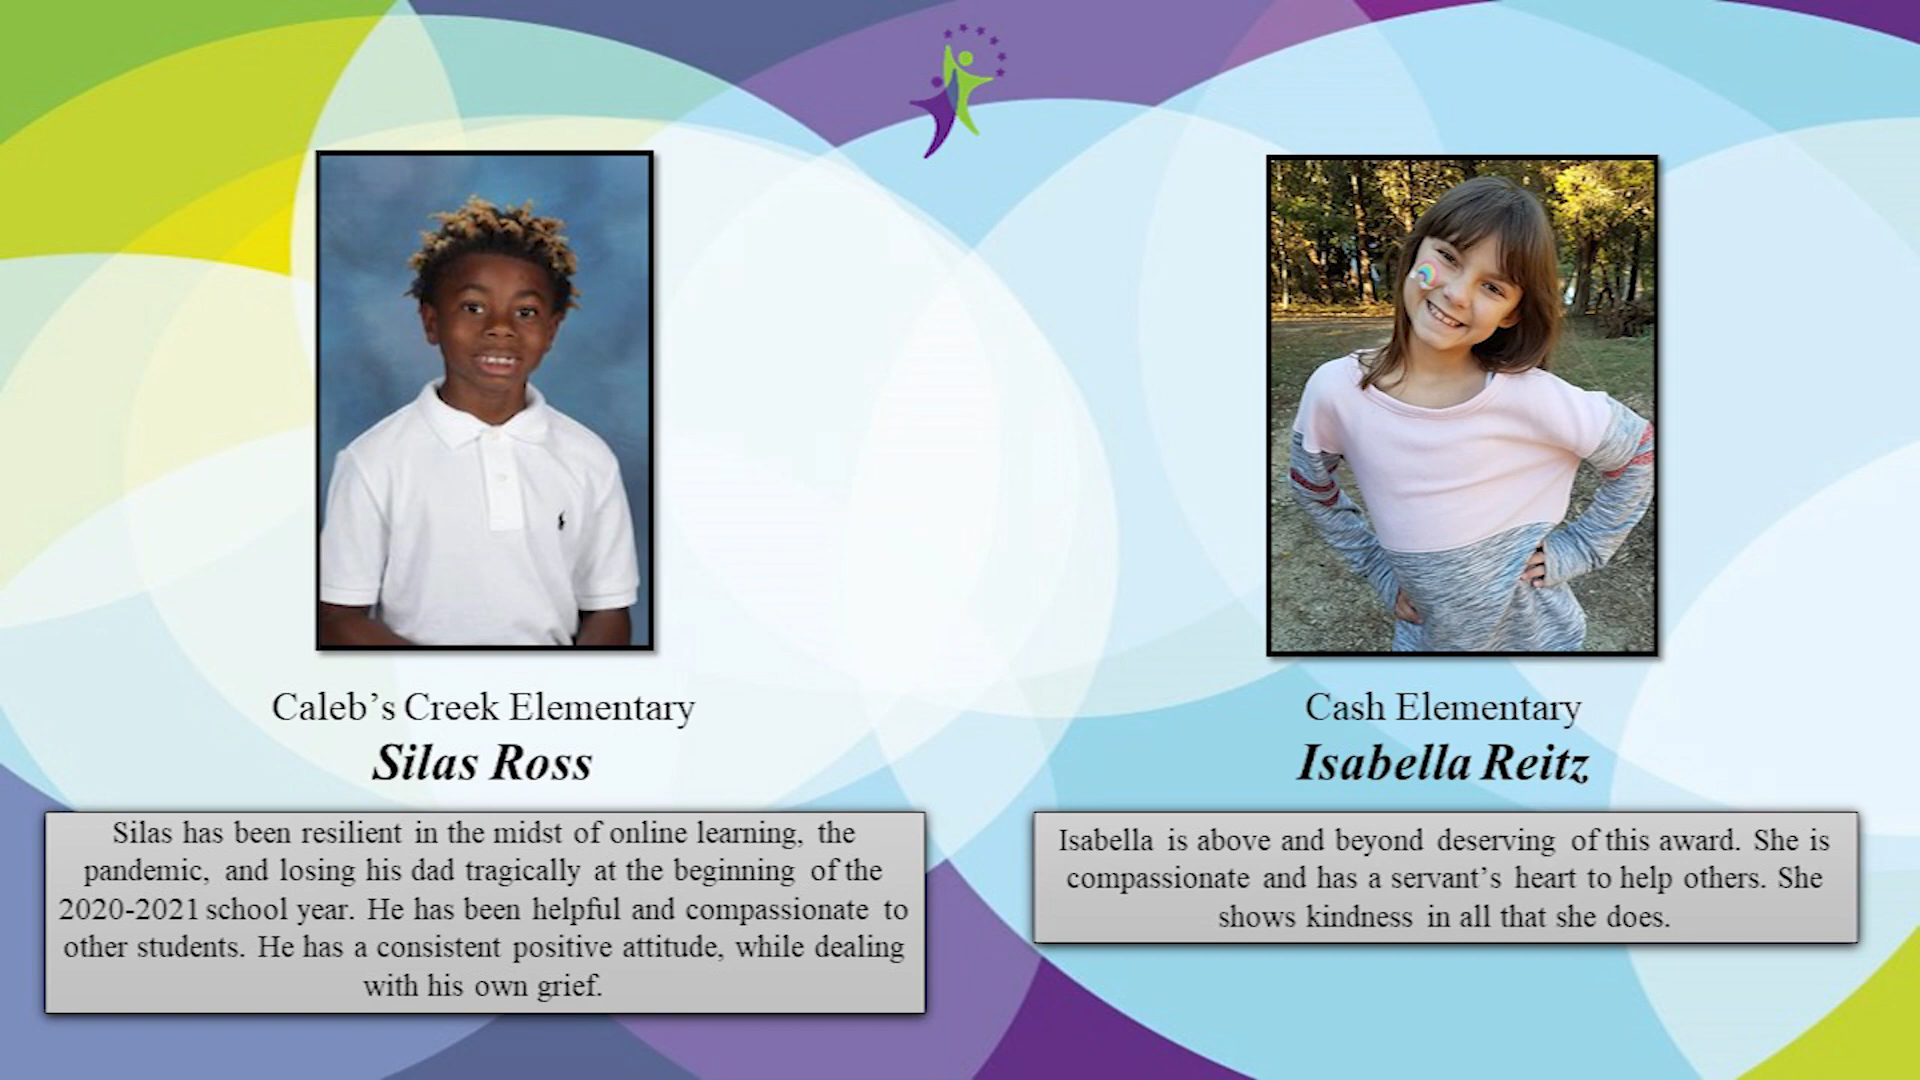 Caleb’s Creek Elementary
Silas Ross
Silas has been resilient in the midst of online learning, the
pandemic, and losing his dad tragically at the beginning of the
2020-2021 school year. He has been helpful and compassionate to
other students. He has a consistent positive attitude, while dealing
with his own grief.
Cash Elementary
Isabella Reitz
Isabella is above and beyond deserving of this award. She is
compassionate and has a servant’s heart to help others. She
shows kindness in all that she does.